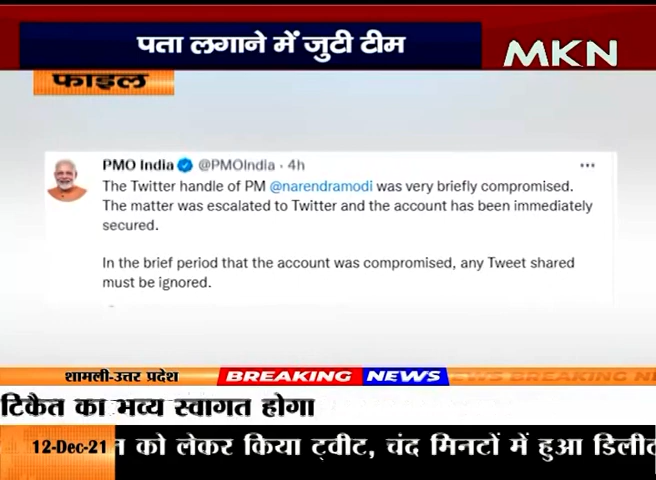 पता लगाने में जुटी टीम
MKN
फाइल
PMO India @PMOIndia · 4h
The Twitter handle of PM @narendramodi was very briefly compromised.
The matter was escalated to Twitter and the account has been immediately
secured.
In the brief period that the account was compromised, any Tweet shared
must be ignored.
शामली-उत्तर प्रदेश
BREAKING NEWS
BREAKING
टिकैत का भव्य स्वागत होगा
12-Dec-21
को लेकर किया ट्वीट, चंद मिनटों में हुआ डिलीट